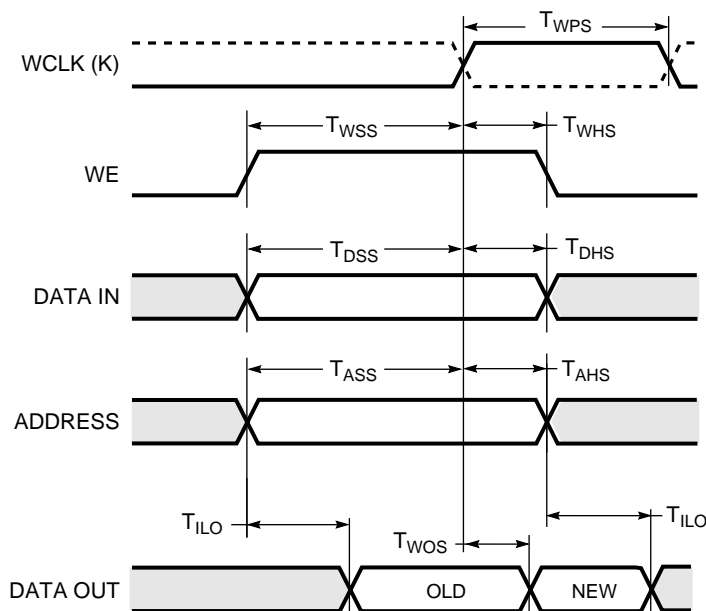 T_WPS
WCLK (K)
T_WSS T_WHS
WE
T_DSS T_DHS
DATA IN
T_ASS T_AHS
ADDRESS
T_ILO T_ILO
T_WOS
DATA OUT OLD NEW